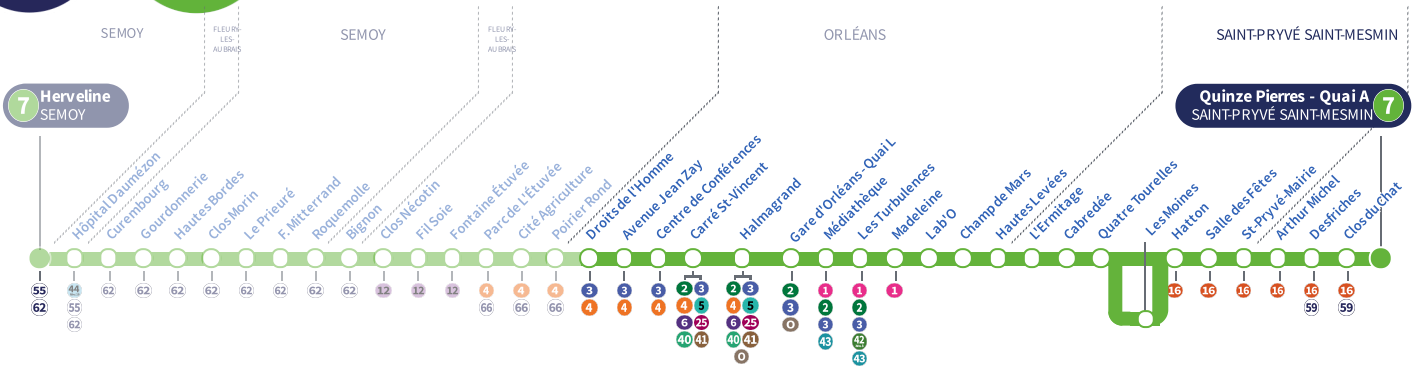 SEMOY
FLEURY-
LES-
AUBRAIS
SEMOY
FLEURY-
LES-
AUBRAIS
ORLÉANS
SAINT-PRYVÉ SAINT-MESMIN
7 Herveline
SEMOY
Quinze Pierres - Quai A 7
SAINT-PRYVÉ SAINT-MESMIN
Hôpital Daumézon
Curembourg
Gourdonnerie
Hautes Bordes
Clos Morin
Le Prieuré
F. Mitterrand
Roquemolle
Bignon
Clos Nécotin
Fil Soie
Fontaine Étuvée
Parc de L'Étuvée
Cité Agriculture
Poirier Rond
Droits de l'Homme
Avenue Jean Zay
Centre de Conférences
Carré St-Vincent
Halmagrand
Gare d'Orléans - Quai L
Médiathèque
Les Turbulences
Madeleine
Lab'O
Champ de Mars
Hautes Levées
L'Ermitage
Cabredée
Quatre Tourelles
Les Moines
Hatton
Salle des Fêtes
St-Pryvé-Mairie
Arthur Michel
Desfriches
Clos du Chat
55
62
44
55
62
62
62
62
62
62
62
62
62
12
12
12
4
66
4
66
4
66
3
4
3
4
3
4
2 3
4 5
6 25
40 41
2 3
4 5
6 25
40 41
O
2
3
O
1
2
3
43
1
2
3
42
43
1
16
16
16
16
16
59
16
59